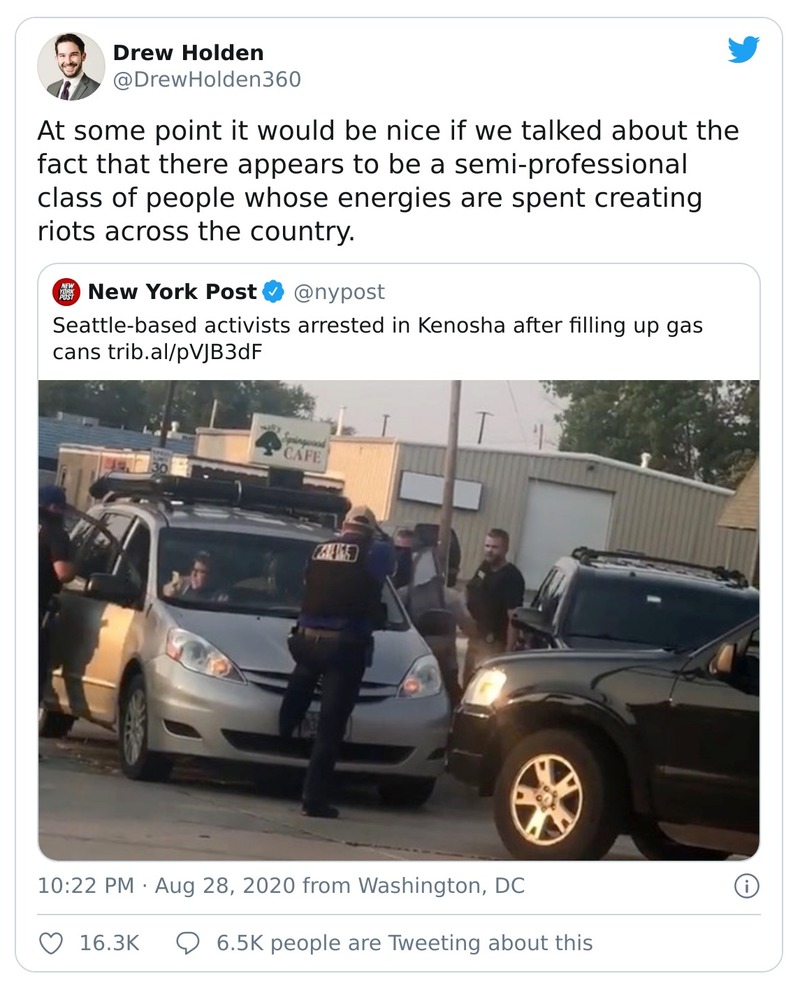 Drew Holden
@DrewHolden360
At some point it would be nice if we talked about the
fact that there appears to be a semi-professional
class of people whose energies are spent creating
riots across the country.
NEW
YORK
POST
New York Post @nypost
Seattle-based activists arrested in Kenosha after filling up gas
cans trib.al/pVJB3dF
Springwood
CAFE
SPEED
LIMIT
30
POLICE
10:22 PM · Aug 28, 2020 from Washington, DC
16.3K 6.5K people are Tweeting about this